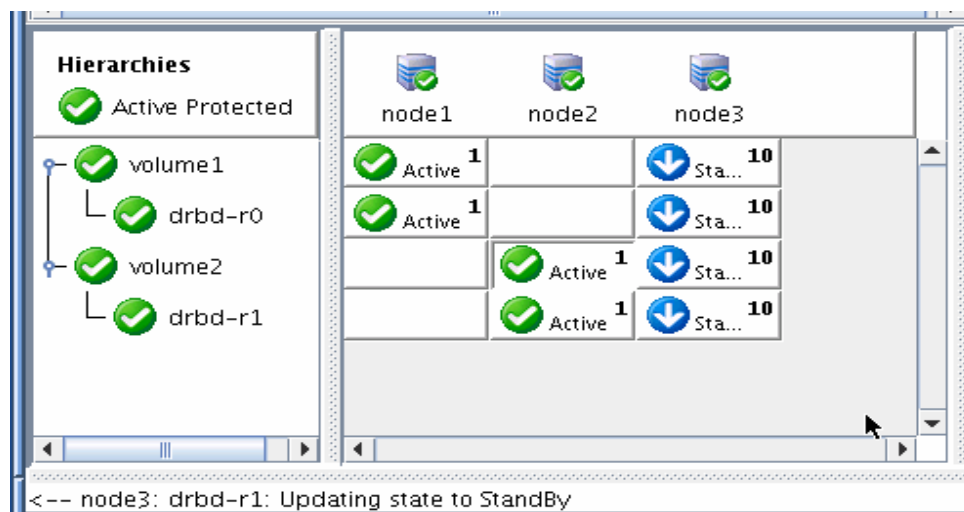 Hierarchies
Active Protected
node1 node2 node3
volume1 Active 1 Sta... 10
drbd-r0 Active 1 Sta... 10
volume2 Active 1 Sta... 10
drbd-r1 Active 1 Sta... 10
<-- node3: drbd-r1: Updating state to StandBy